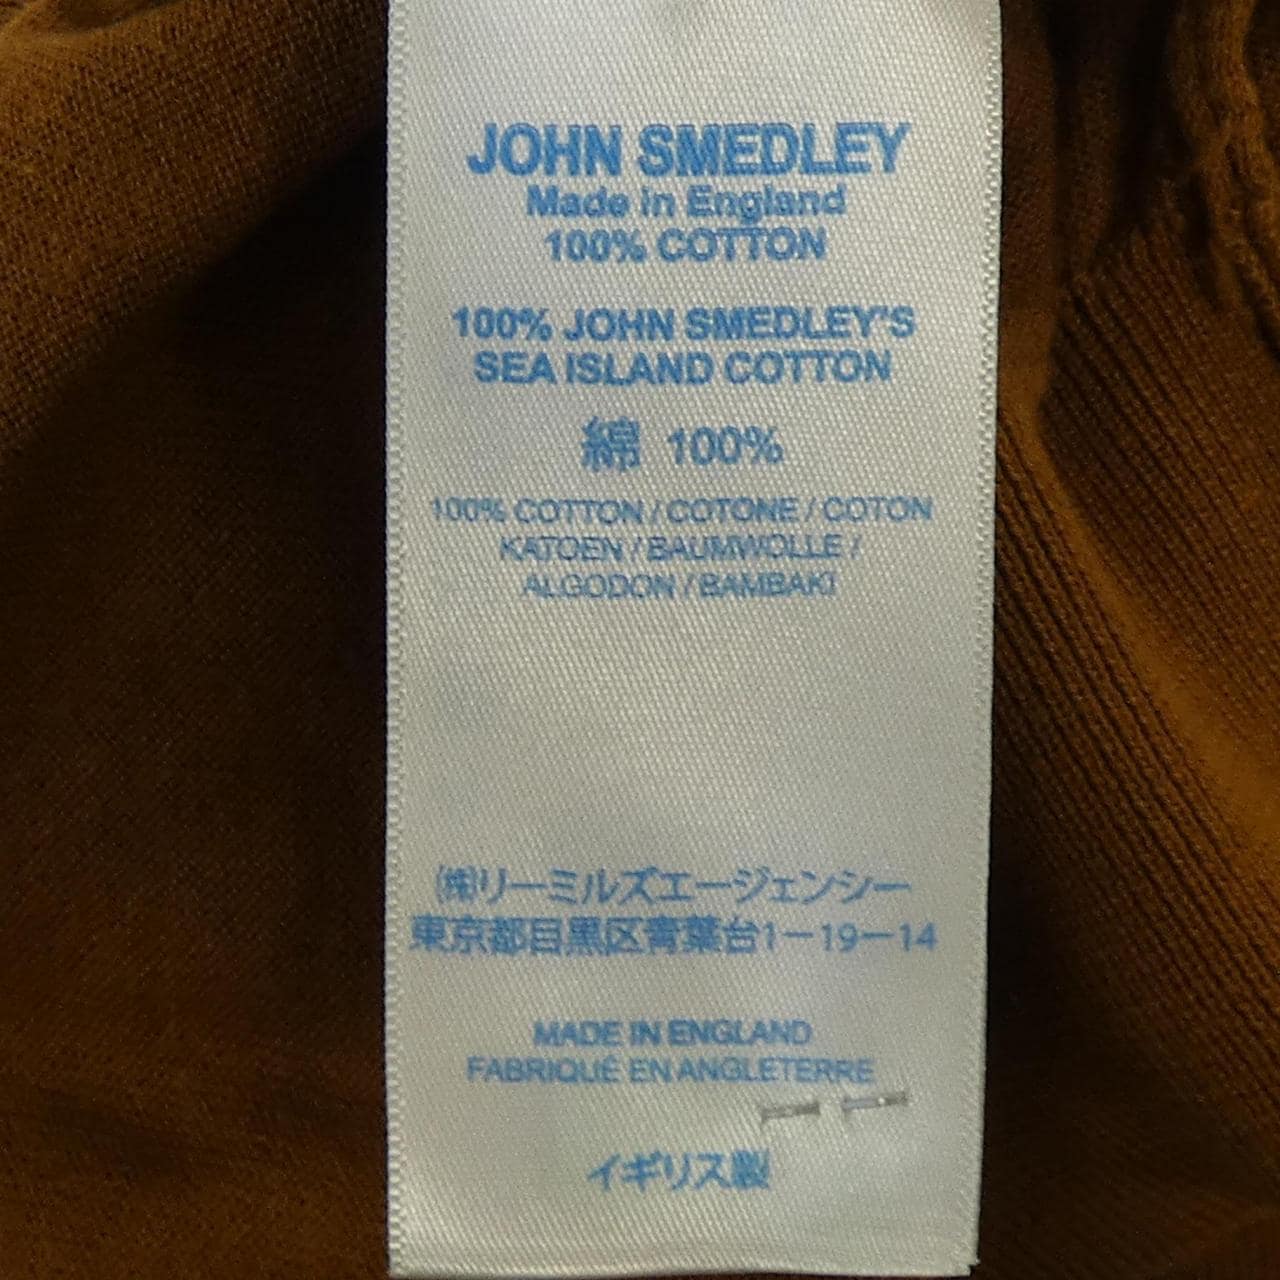 JOHN SMEDLEY
Made in England
100% COTTON
100% JOHN SMEDLEY'S
SEA ISLAND COTTON
綿 100%
100% COTTON / COTONE / COTON
KATOEN / BAUMWOLLE /
ALGODON / BAMBAKI
㈱リーミルズエージェンシー
東京都目黒区青葉台1−19−14
MADE IN ENGLAND
FABRIQUÉ EN ANGLETERRE
イギリス製